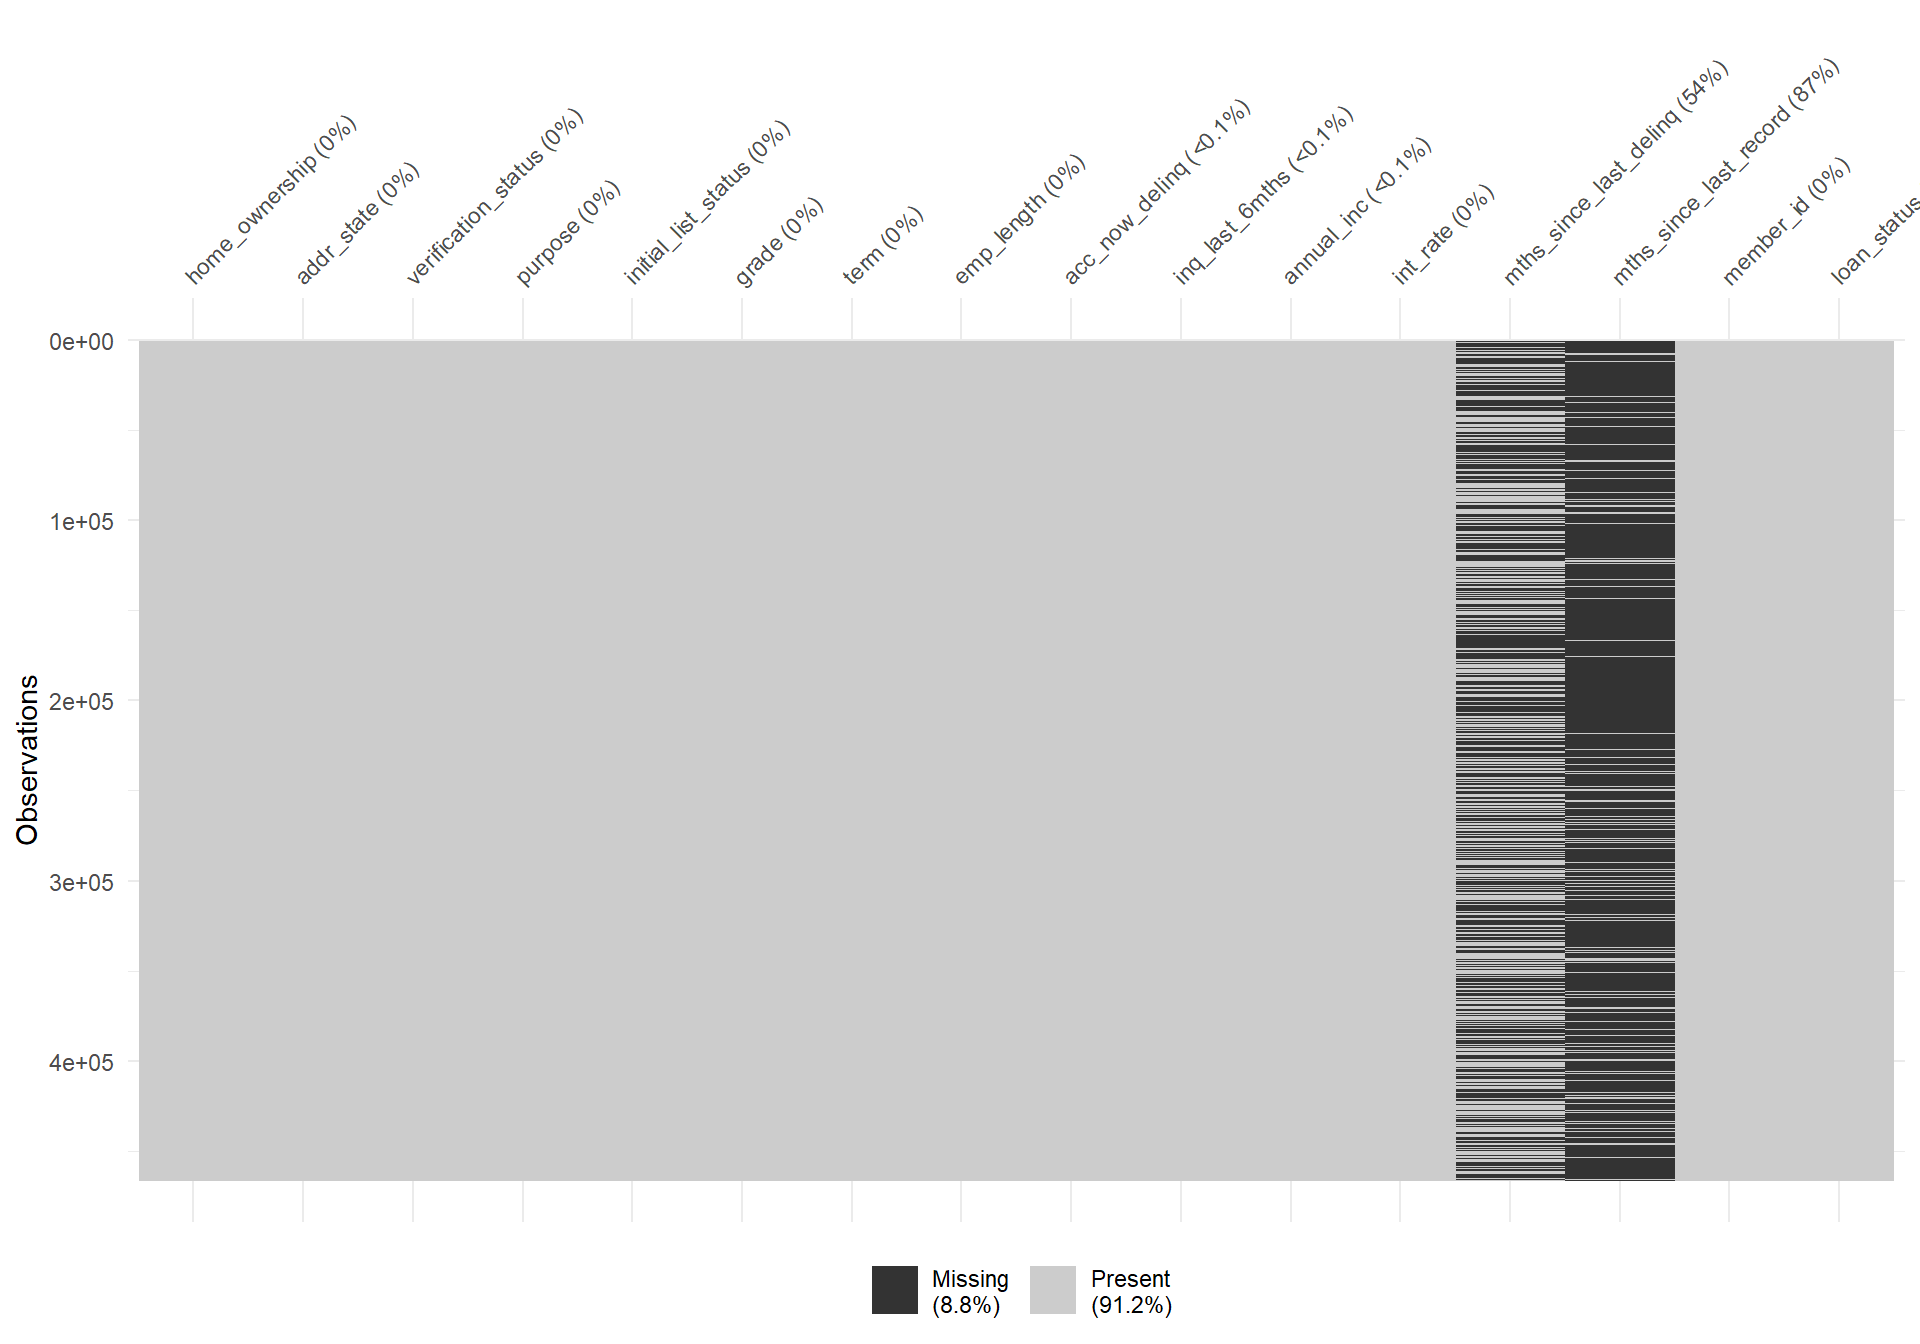 home_ownership (0%)
addr_state (0%)
verification_status (0%)
purpose (0%)
initial_list_status (0%)
grade (0%)
term (0%)
emp_length (0%)
acc_now_delinq (<0.1%)
inq_last_6mths (<0.1%)
annual_inc (<0.1%)
int_rate (0%)
mths_since_last_delinq (54%)
mths_since_last_record (87%)
member_id (0%)
loan_status
0e+00
1e+05
2e+05
3e+05
4e+05
Observations
Missing
(8.8%)
Present
(91.2%)